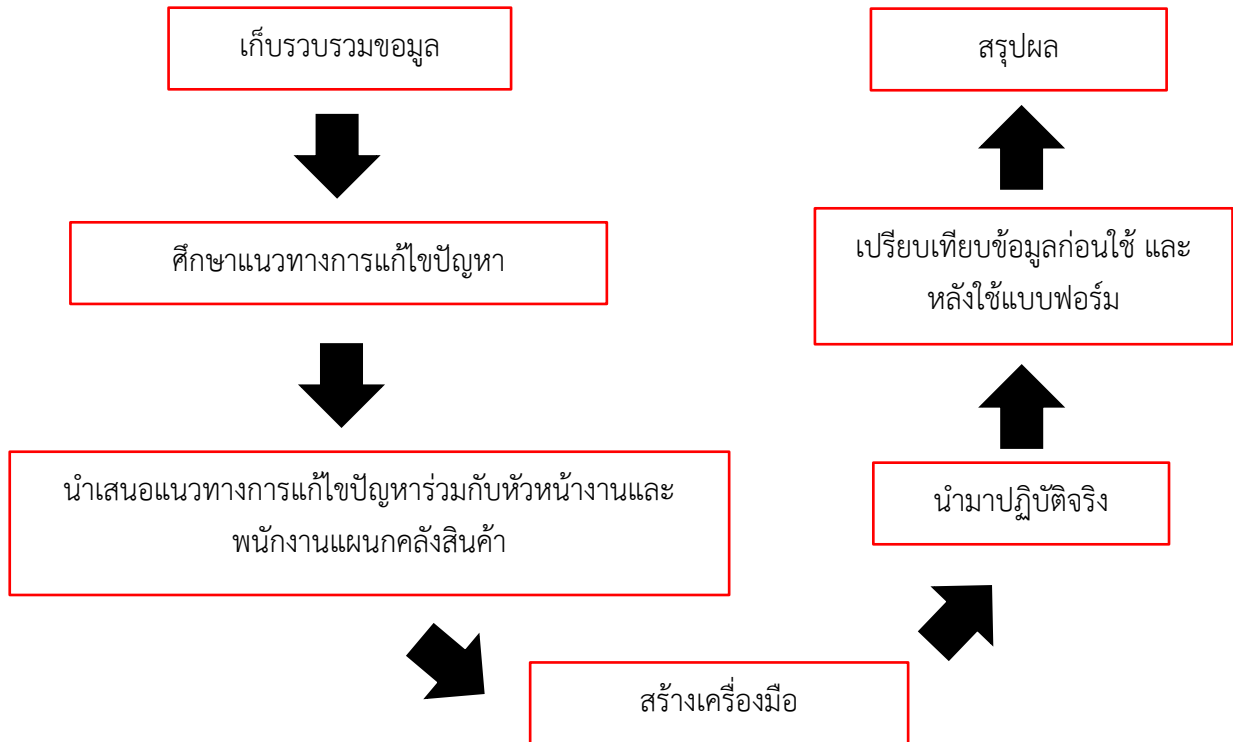 เก็บรวบรวมขอมูล
ศึกษาแนวทางการแก้ไขปัญหา
นำเสนอแนวทางการแก้ไขปัญหาร่วมกับหัวหน้างานและ
พนักงานแผนกคลังสินค้า
สร้างเครื่องมือ
นำมาปฏิบัติจริง
เปรียบเทียบข้อมูลก่อนใช้ และ
หลังใช้แบบฟอร์ม
สรุปผล